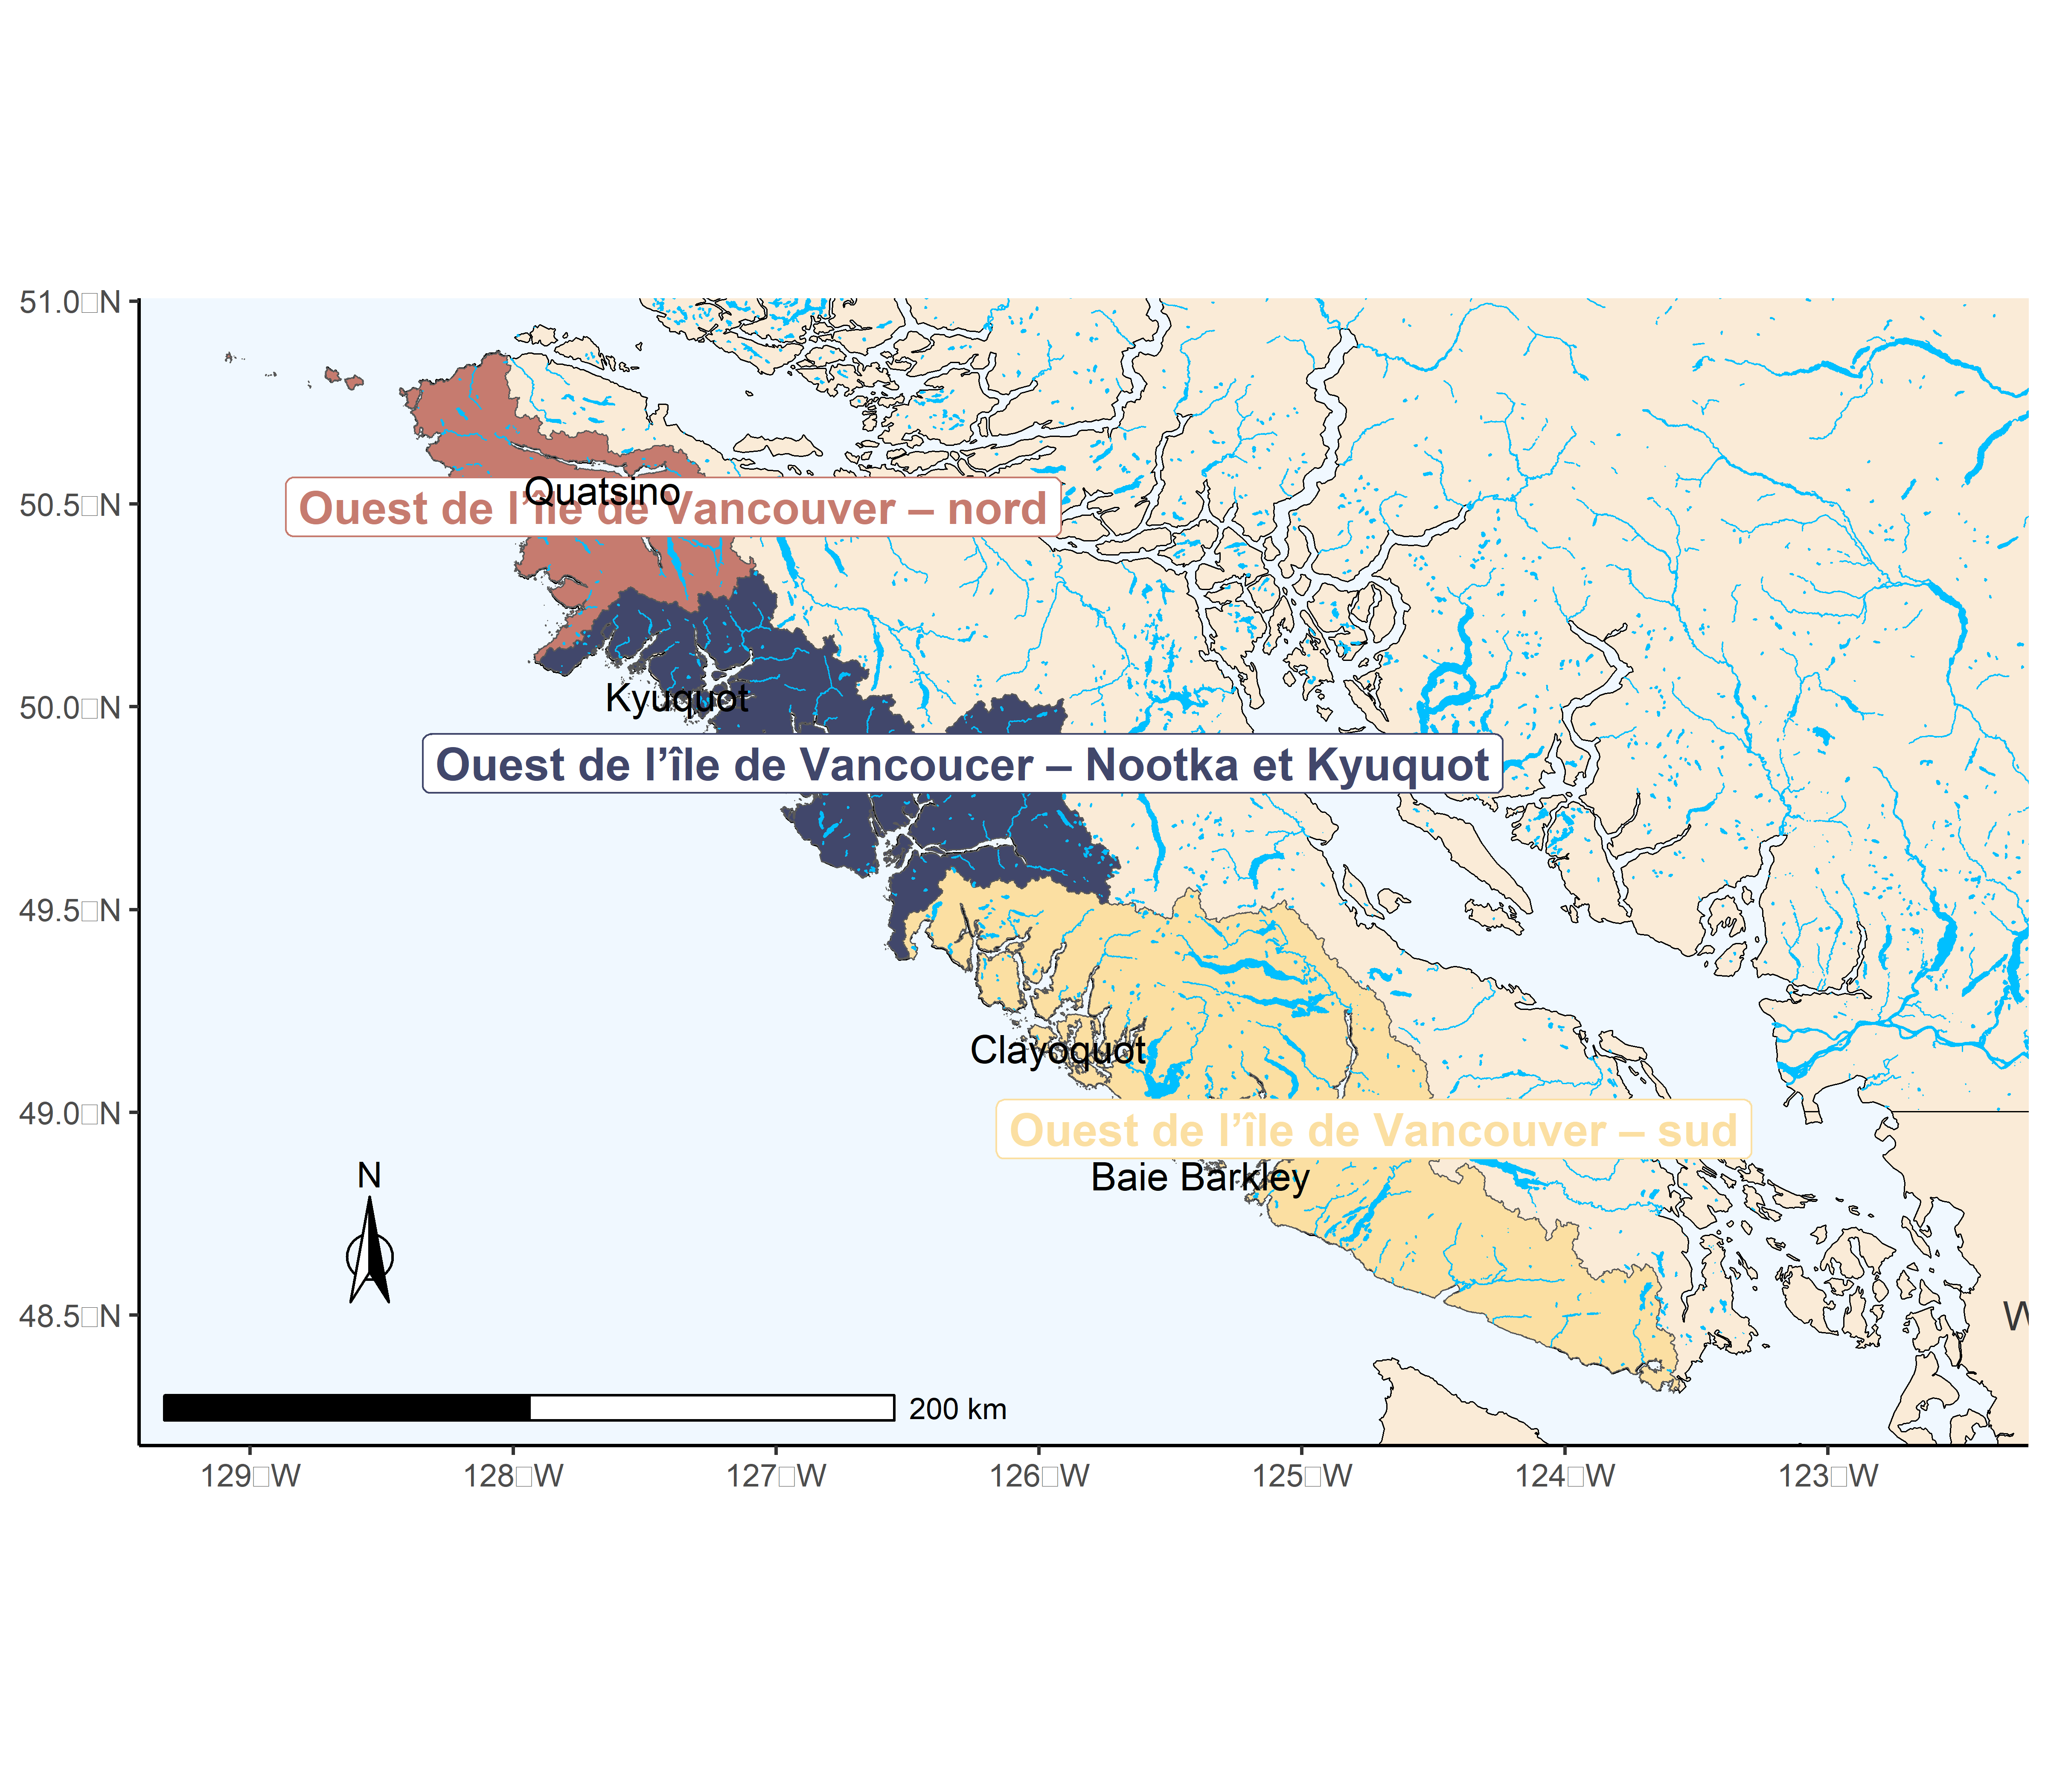 51.0□N
Quatsino
50.5□N
Ouest de l’île de Vancouver – nord
Kyuquot
50.0□N
Ouest de l’île de Vancoucer – Nootka et Kyuquot
49.5□N
Clayoquot
49.0□N
Ouest de l’île de Vancouver – sud
Baie Barkley
N
48.5□N
W
200 km
129□W
128□W
127□W
126□W
125□W
124□W
123□W